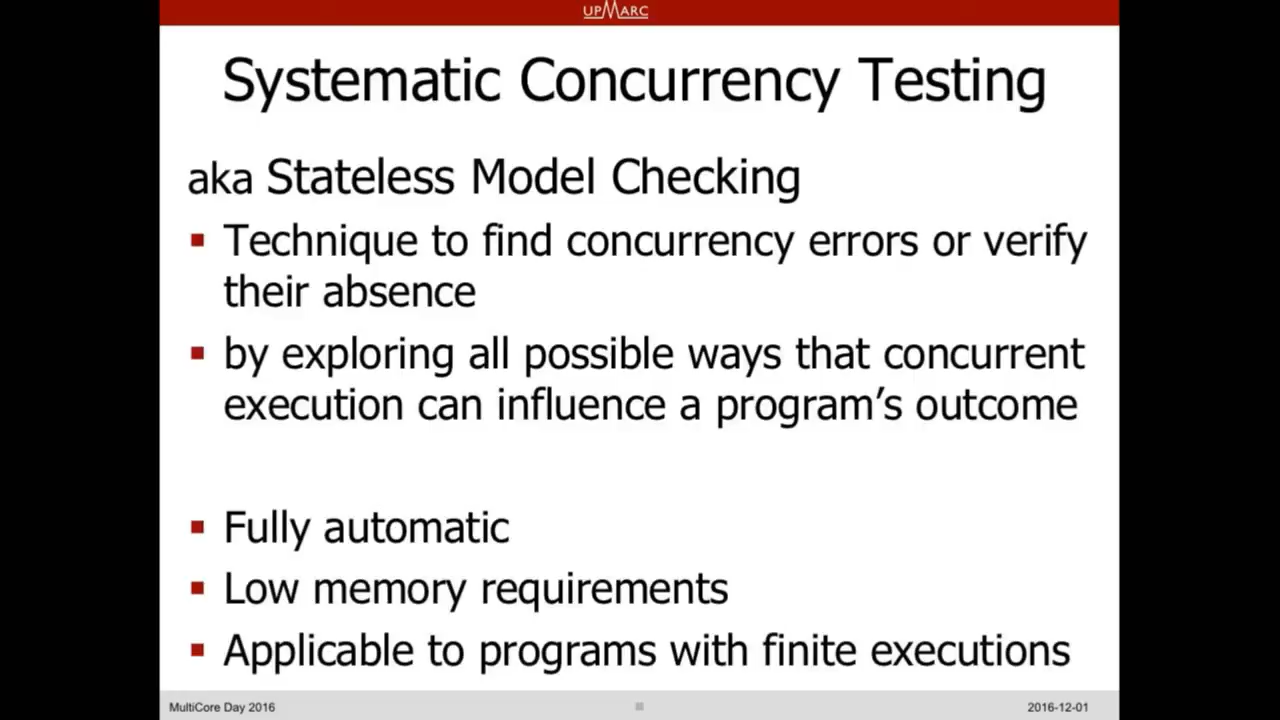 UPMARC
Systematic Concurrency Testing
aka Stateless Model Checking
▪ Technique to find concurrency errors or verify
their absence
▪ by exploring all possible ways that concurrent
execution can influence a program’s outcome
▪ Fully automatic
▪ Low memory requirements
▪ Applicable to programs with finite executions
MultiCore Day 2016
2016-12-01